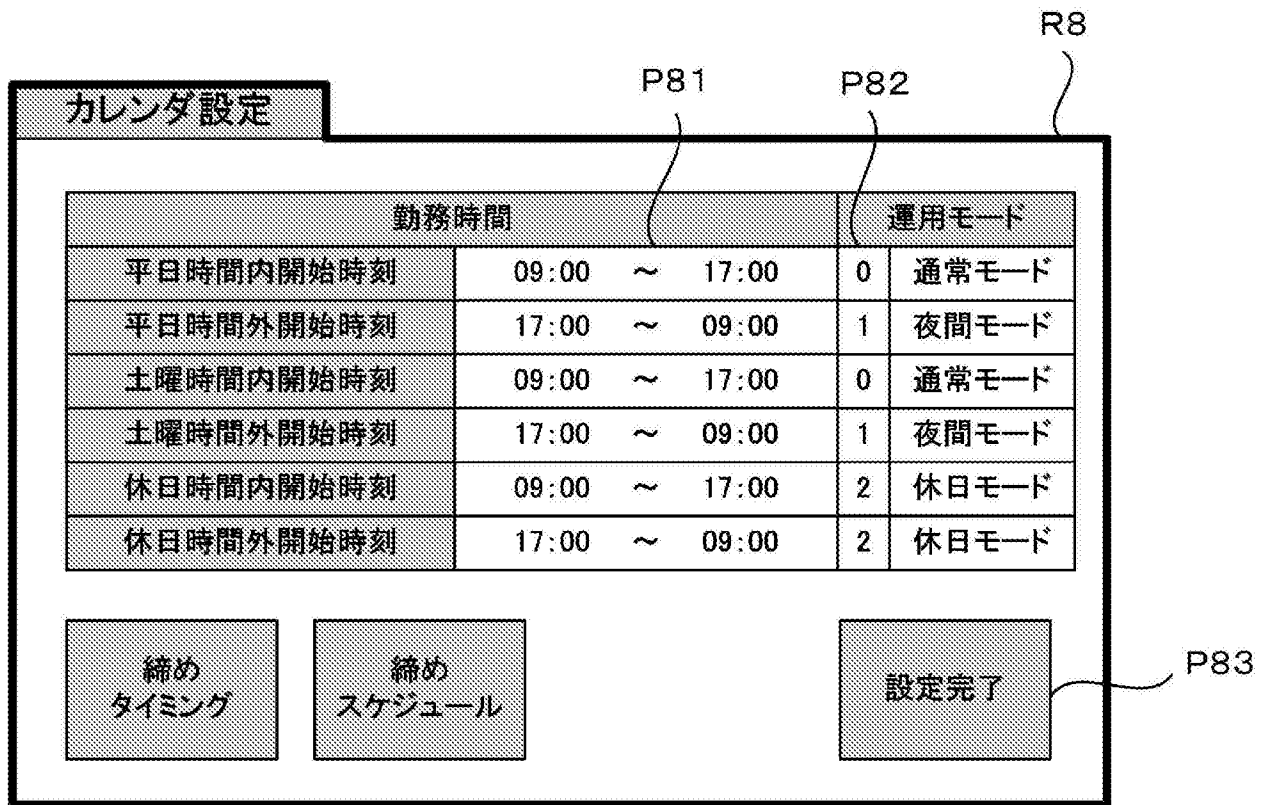 R8
P81
P82
カレンダ設定
勤務時間 運用モード
平日時間内開始時刻 09:00 ～ 17:00 0 通常モード
平日時間外開始時刻 17:00 ～ 09:00 1 夜間モード
土曜時間内開始時刻 09:00 ～ 17:00 0 通常モード
土曜時間外開始時刻 17:00 ～ 09:00 1 夜間モード
休日時間内開始時刻 09:00 ～ 17:00 2 休日モード
休日時間外開始時刻 17:00 ～ 09:00 2 休日モード
締め
タイミング
締め
スケジュール
設定完了
P83